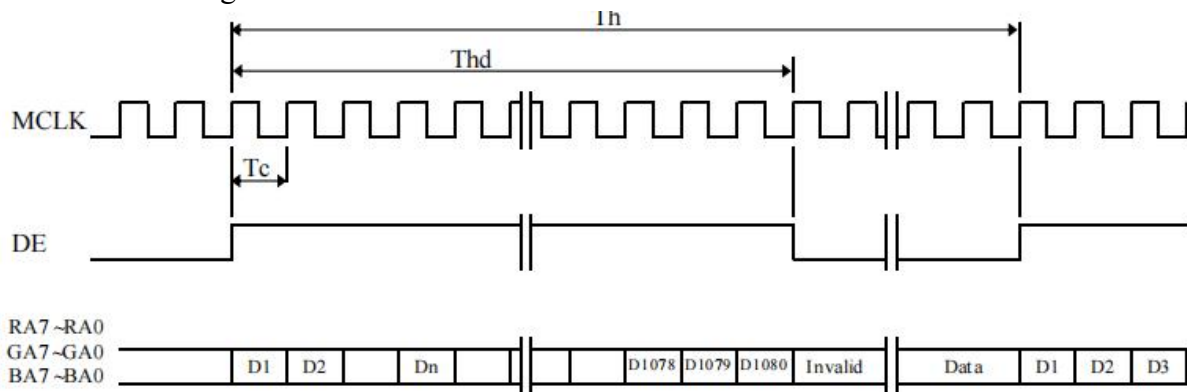 Th
Thd
MCLK
Tc
DE
RA7~RA0
GA7~GA0
BA7~BA0
D1 D2 Dn D1078 D1079 D1080 Invalid Data D1 D2 D3